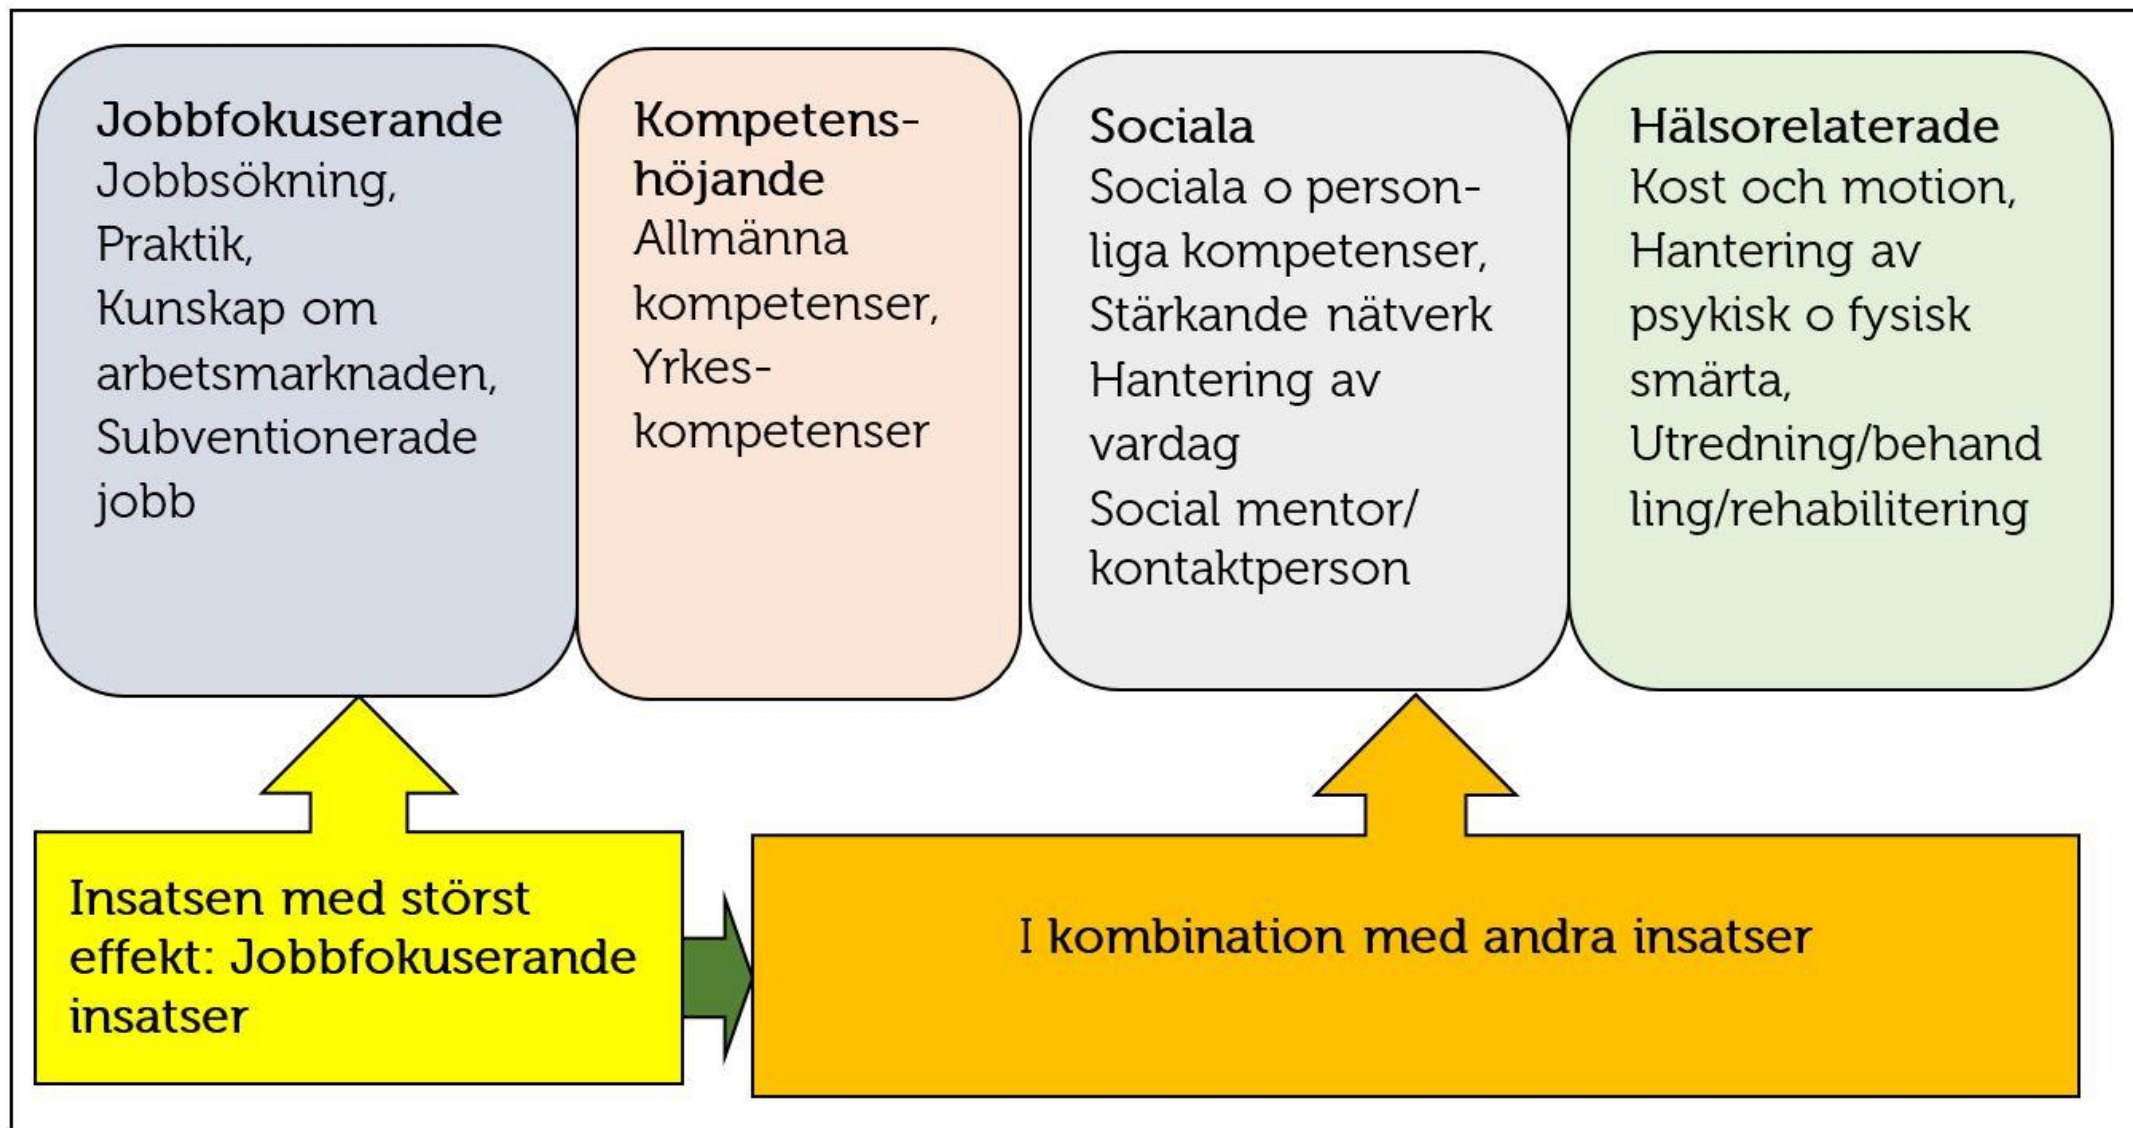 Jobbfokuserande
Jobbsökning,
Praktik,
Kunskap om
arbetsmarknaden,
Subventionerade
jobb
Kompetens-
höjande
Allmänna
kompetenser,
Yrkes-
kompetenser
Sociala
Sociala o person-
liga kompetenser,
Stärkande nätverk
Hantering av
vardag
Social mentor/
kontaktperson
Hälsorelaterade
Kost och motion,
Hantering av
psykisk o fysisk
smärta,
Utredning/behand
ling/rehabilitering
Insatsen med störst
effekt: Jobbfokuserande
insatser
I kombination med andra insatser